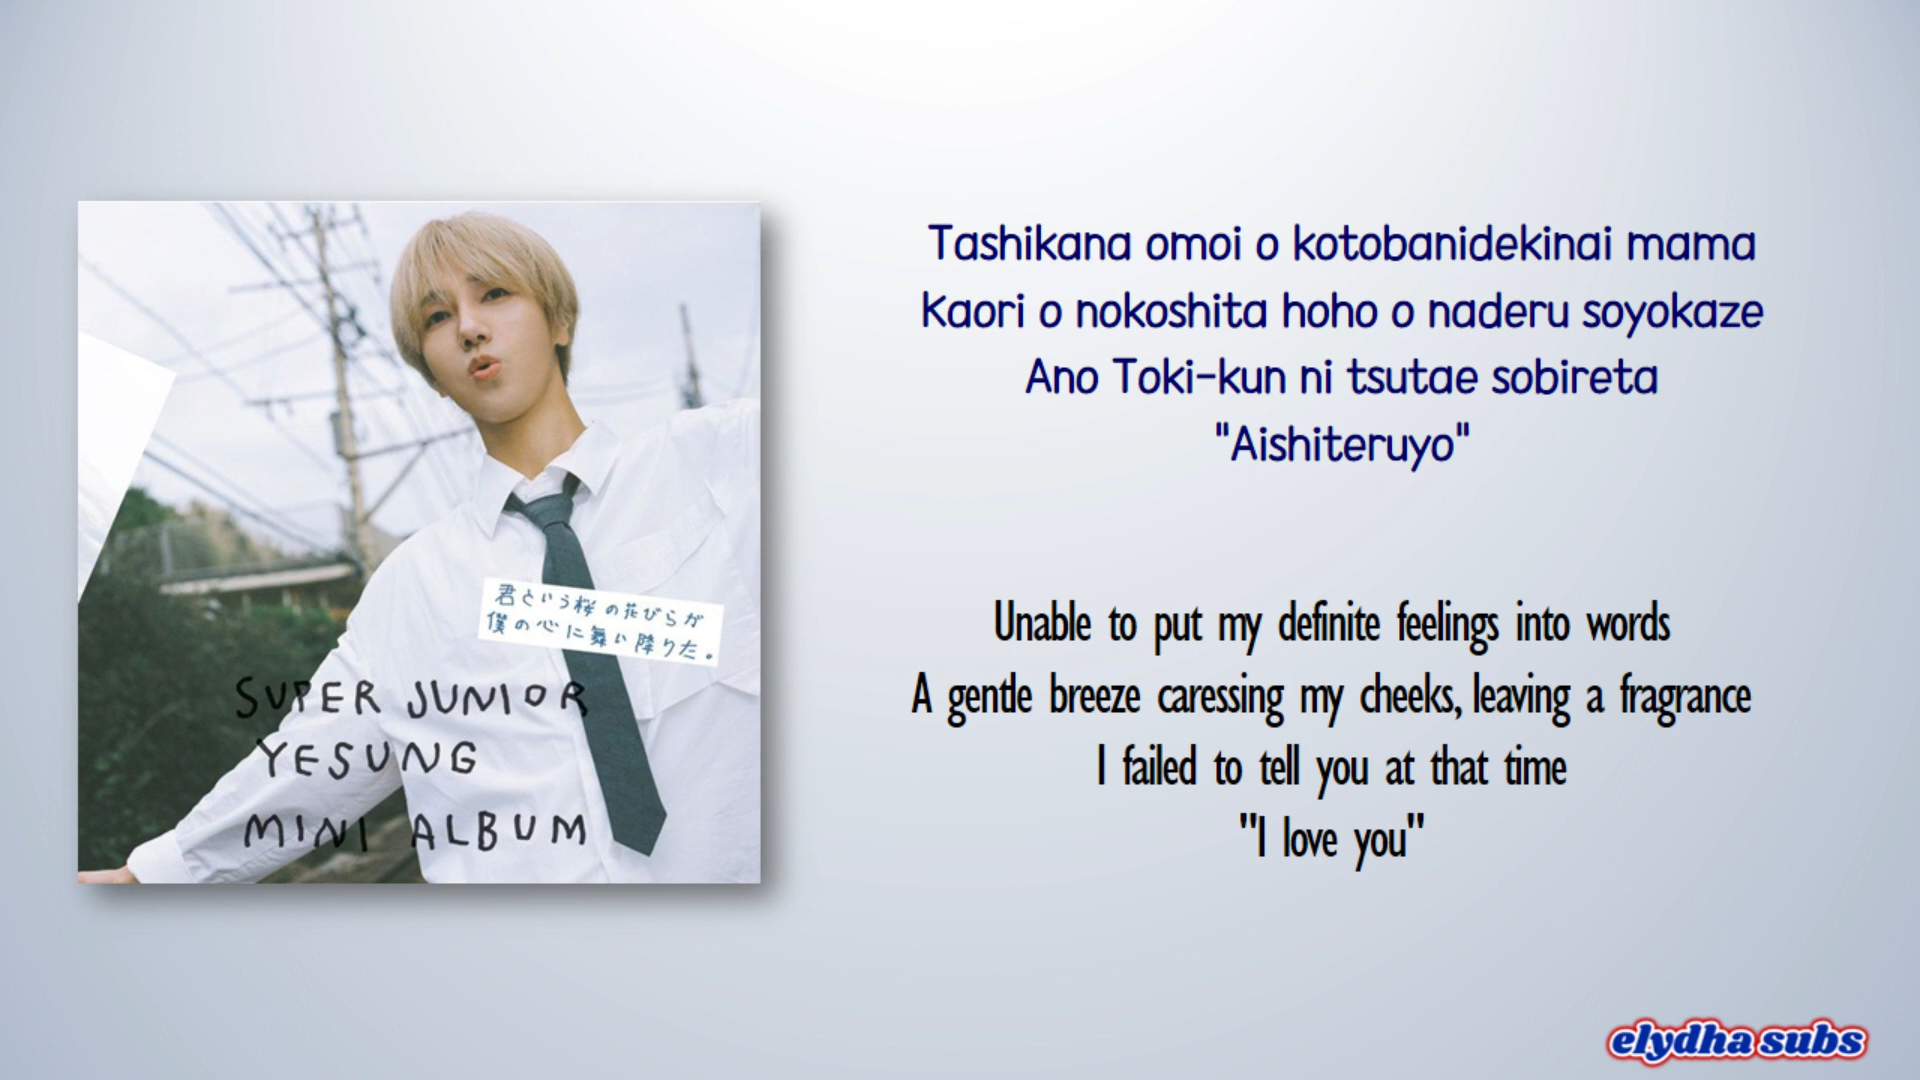 君という桜の花びらが
僕の心に舞い降りた。
SUPER JUNIOR
YESUNG
MINI ALBUM
Tashikana omoi o kotobanidekinai mama
Kaori o nokoshita hoho o naderu soyokaze
Ano Toki-kun ni tsutae sobireta
"Aishiteruyo"
Unable to put my definite feelings into words
A gentle breeze caressing my cheeks, leaving a fragrance
I failed to tell you at that time
"I love you"
elydha subs